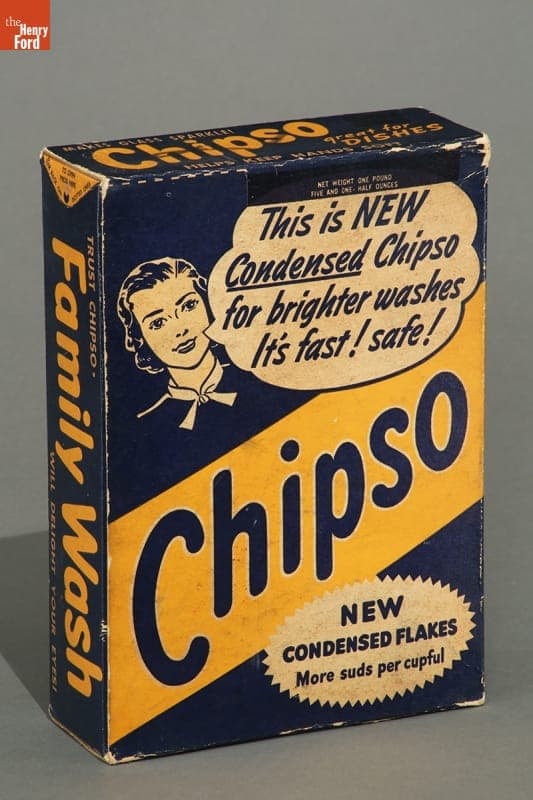 the
Henry
Ford
MAKES GLASS SPARKLE!
Chipso
great for
DISHES
HELPS KEEP HANDS
NET WEIGHT ONE POUND
FIVE AND ONE-HALF OUNCES
This is NEW
Condensed Chipso
for brighter washes
It's fast! safe!
Chipso
NEW
CONDENSED FLAKES
More suds per cupful
TRUST CHIPSO-
Family Wash
WILL DELIGHT YOUR EYES!